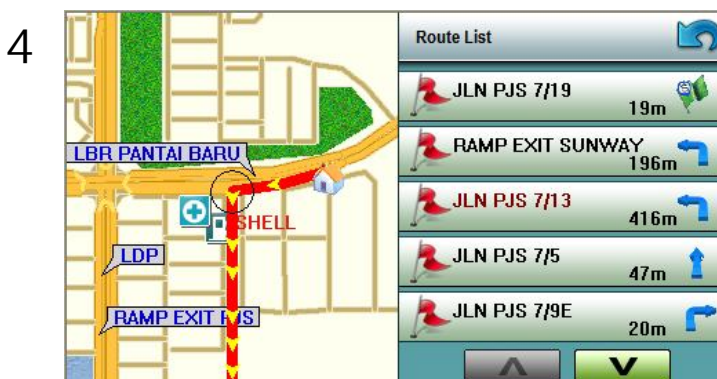 4
LBR PANTAI BARU
SHELL
LDP
RAMP EXIT PJS
Route List
JLN PJS 7/19
19m
RAMP EXIT SUNWAY
196m
JLN PJS 7/13
416m
JLN PJS 7/5
47m
JLN PJS 7/9E
20m